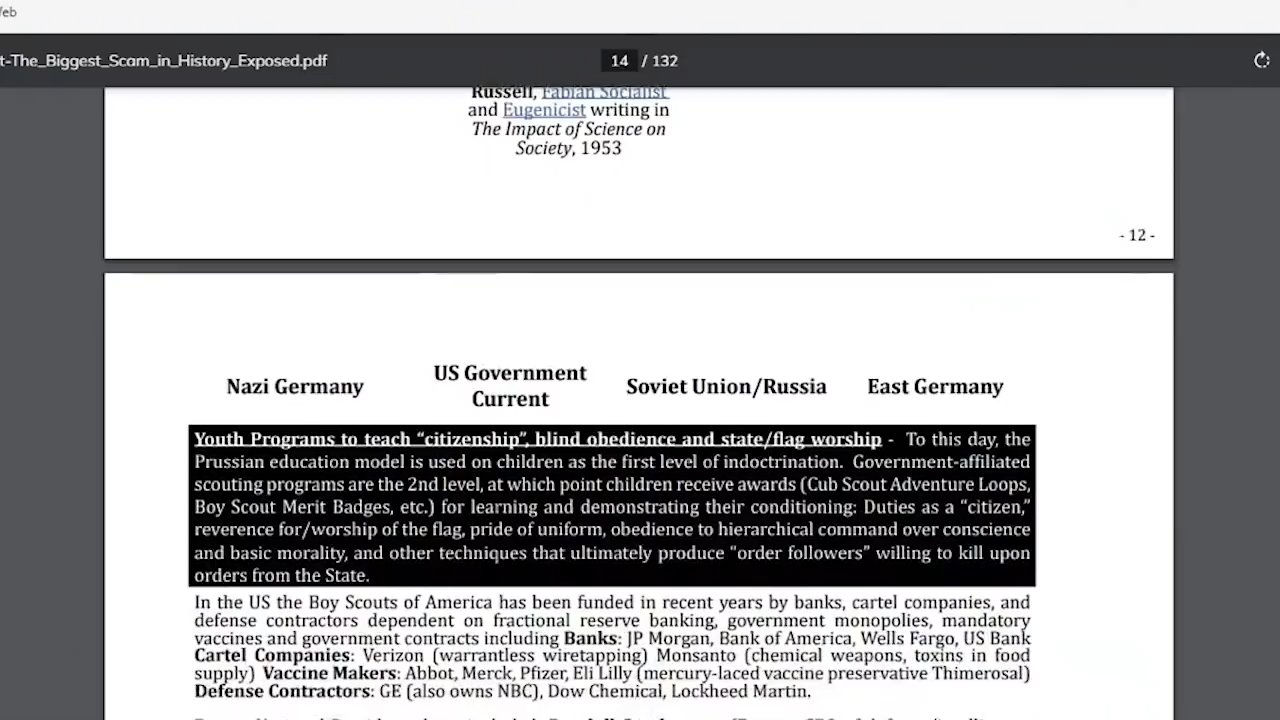 t-The_Biggest_Scam_in_History_Exposed.pdf
14 / 132
Russell, Fabian Socialist
and Eugenicist writing in
The Impact of Science on
Society, 1953
- 12 -
Nazi Germany
US Government
Current
Soviet Union/Russia
East Germany
Youth Programs to teach “citizenship”, blind obedience and state/flag worship - To this day, the
Prussian education model is used on children as the first level of indoctrination. Government-affiliated
scouting programs are the 2nd level, at which point children receive awards (Cub Scout Adventure Loops,
Boy Scout Merit Badges, etc.) for learning and demonstrating their conditioning: Duties as a “citizen,”
reverence for/worship of the flag, pride of uniform, obedience to hierarchical command over conscience
and basic morality, and other techniques that ultimately produce “order followers” willing to kill upon
orders from the State.
In the US the Boy Scouts of America has been funded in recent years by banks, cartel companies, and
defense contractors dependent on fractional reserve banking, government monopolies, mandatory
vaccines and government contracts including Banks: JP Morgan, Bank of America, Wells Fargo, US Bank
Cartel Companies: Verizon (warrantless wiretapping) Monsanto (chemical weapons, toxins in food
supply) Vaccine Makers: Abbot, Merck, Pfizer, Eli Lilly (mercury-laced vaccine preservative Thimerosal)
Defense Contractors: GE (also owns NBC), Dow Chemical, Lockheed Martin.